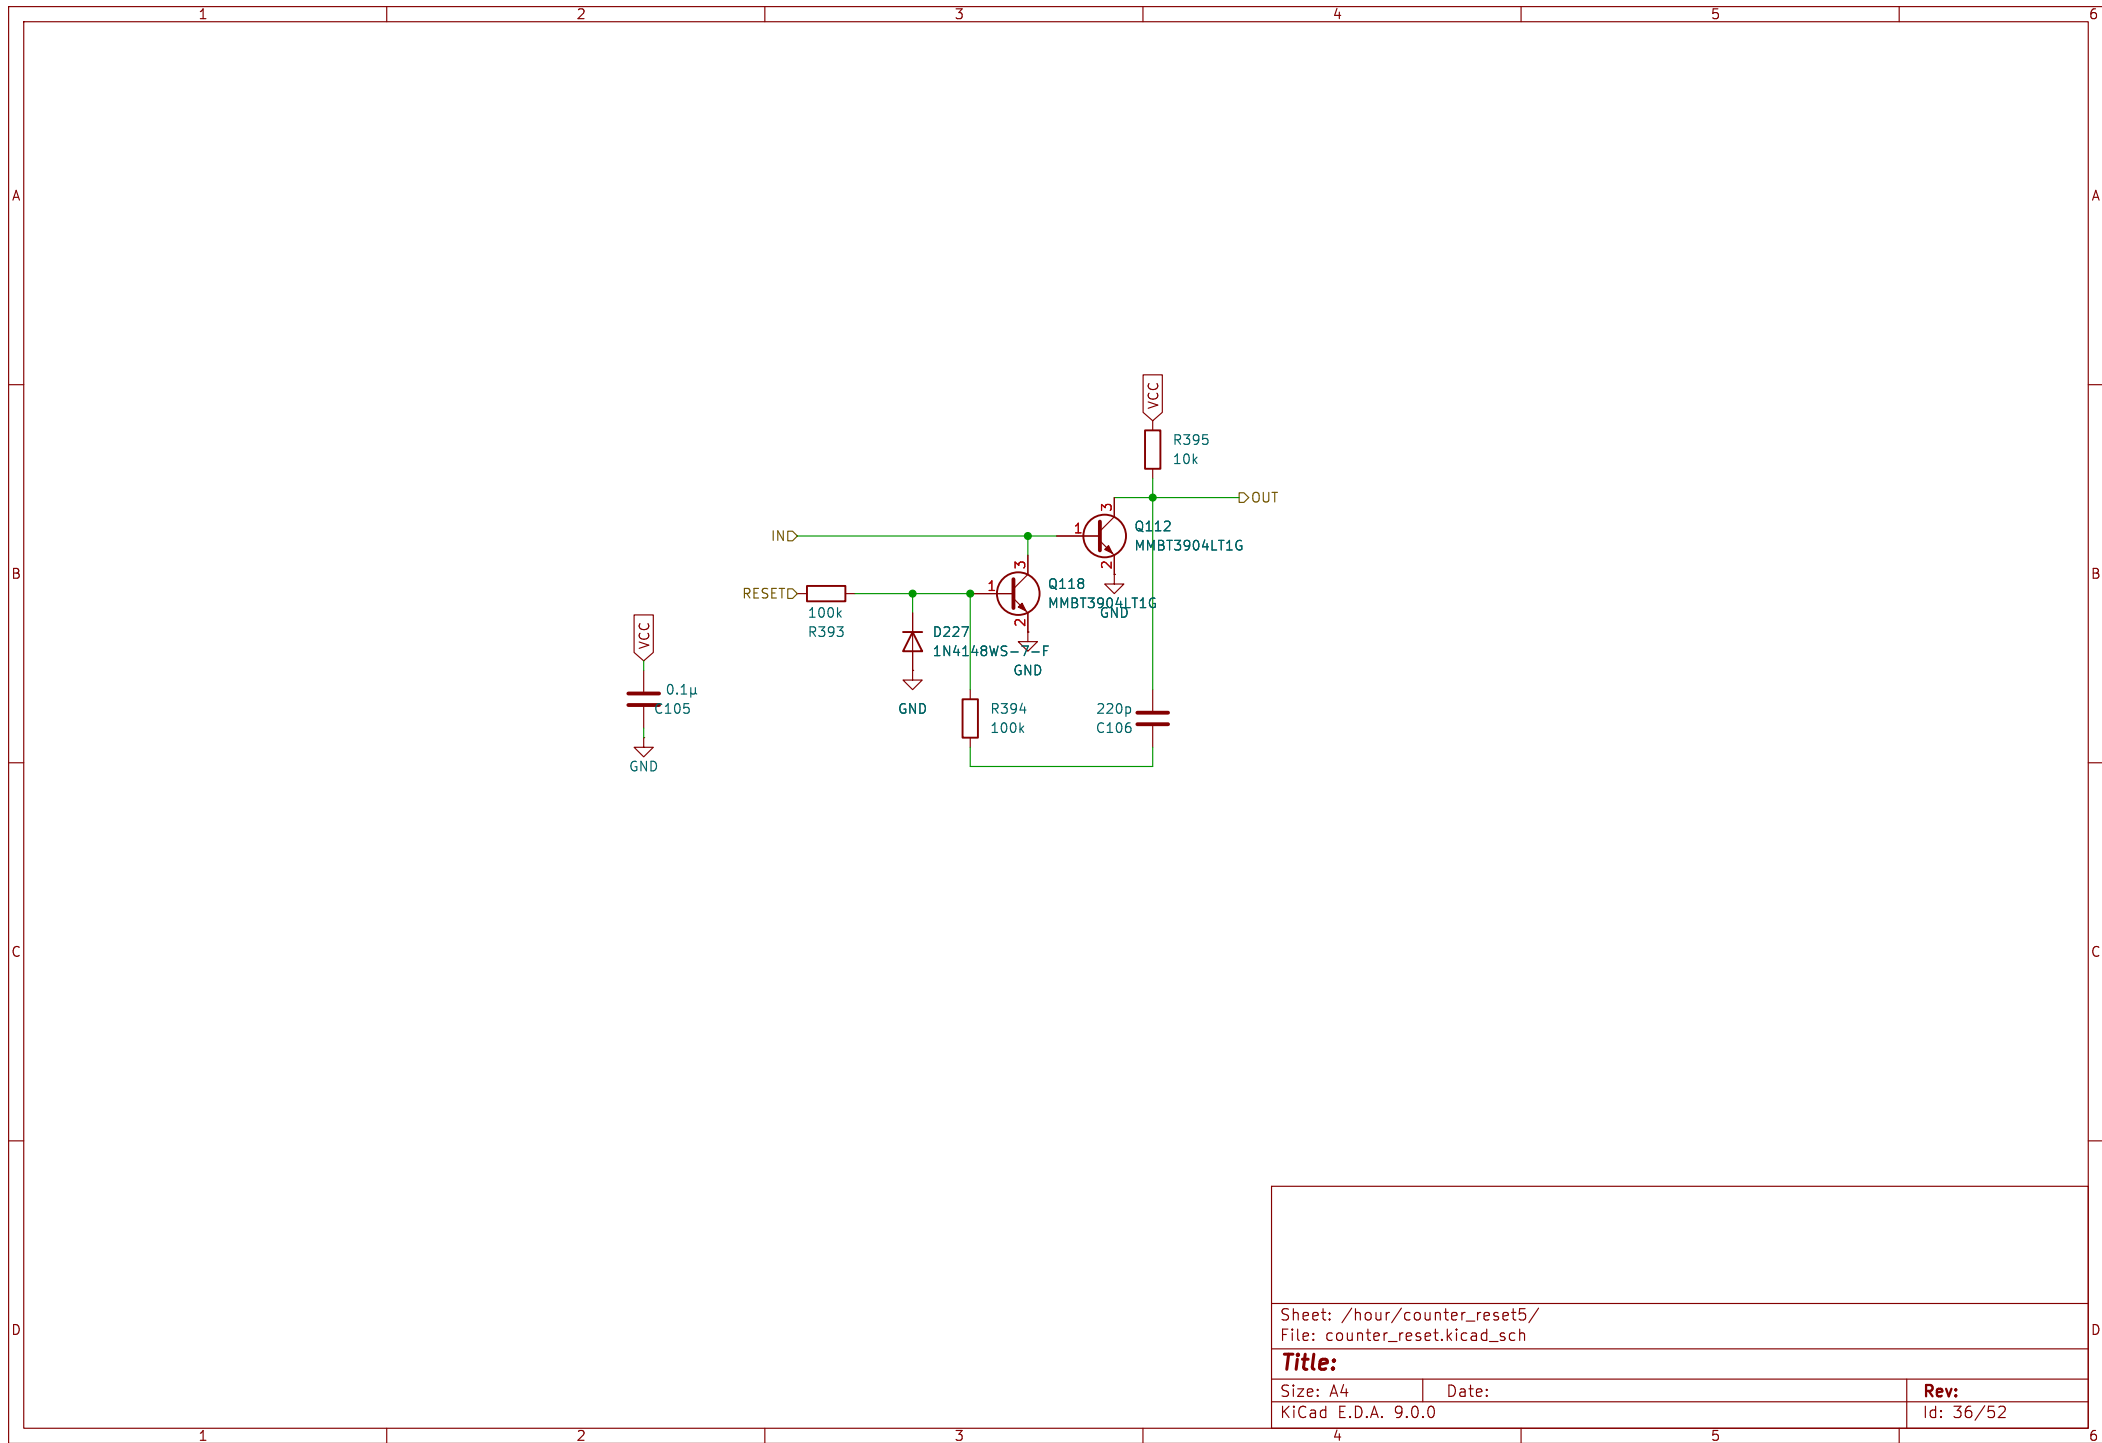 1 2 3 4 5 6
A A
VCC
R395
10k
3
OUT
IN
1
Q112
MMBT3904LT1G
3
2
B B
RESET
1
Q118
MMBT3904LT1G
GND
100k
R393
2
VCC
D227
1N4148WS-7-F
GND
0.1µ
C105
GND
R394
100k
220p
C106
GND
C C
D D
Sheet: /hour/counter_reset5/
File: counter_reset.kicad_sch
Title:
Size: A4 Date: Rev:
KiCad E.D.A. 9.0.0 Id: 36/52
1 2 3 4 5 6